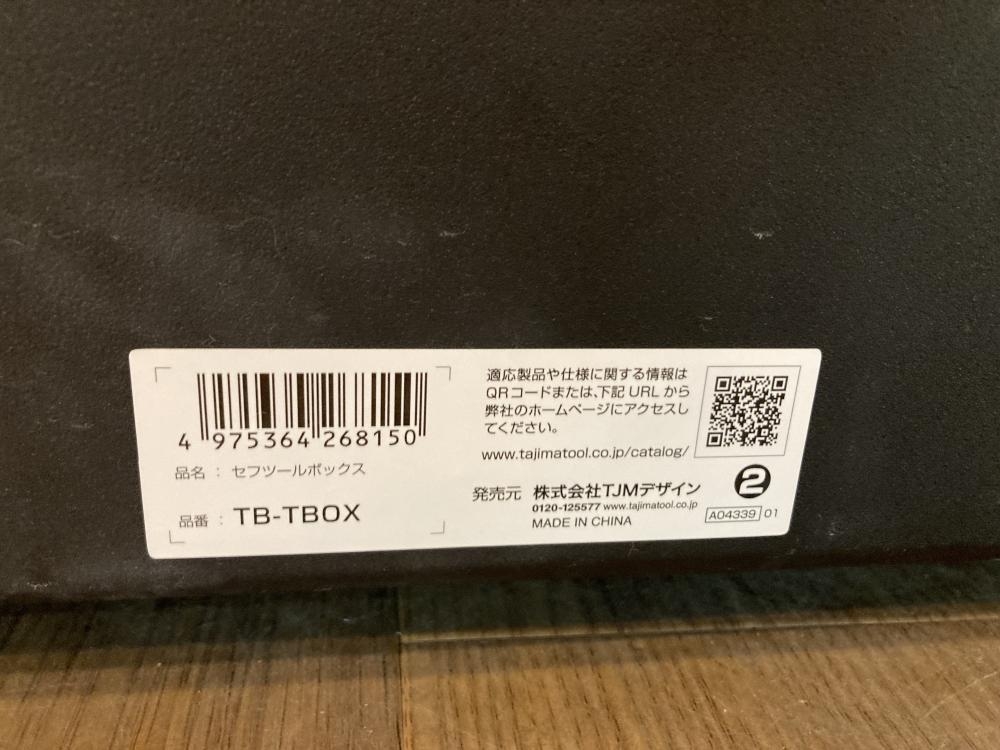 4 975364 268150
品名 : セフツールボックス
品番 : TB-TBOX
適応製品や仕様に関する情報は
QRコードまたは、下記URLから
弊社のホームページにアクセスし
てください。
www.tajimatool.co.jp/catalog/
発売元 株式会社TJMデザイン
0120-125577 www.tajimatool.co.jp
MADE IN CHINA
2
A04339 01